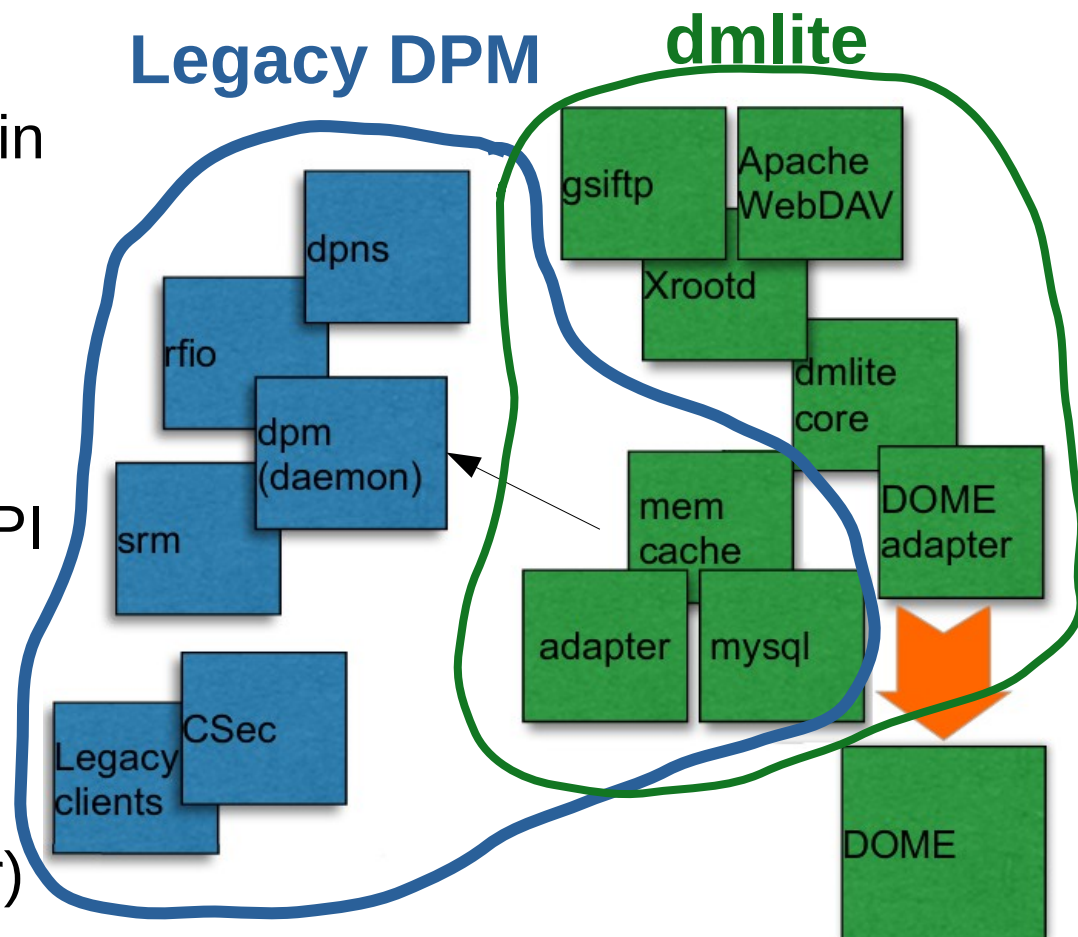 Legacy DPM
dmlite
in
gsiftp
Apache
WebDAV
dpns
Xrootd
rfio
dmlite
core
dpm
(daemon)
mem
cache
DOME
adapter
PI
srm
adapter
mysql
CSec
Legacy
clients
DOME
r)